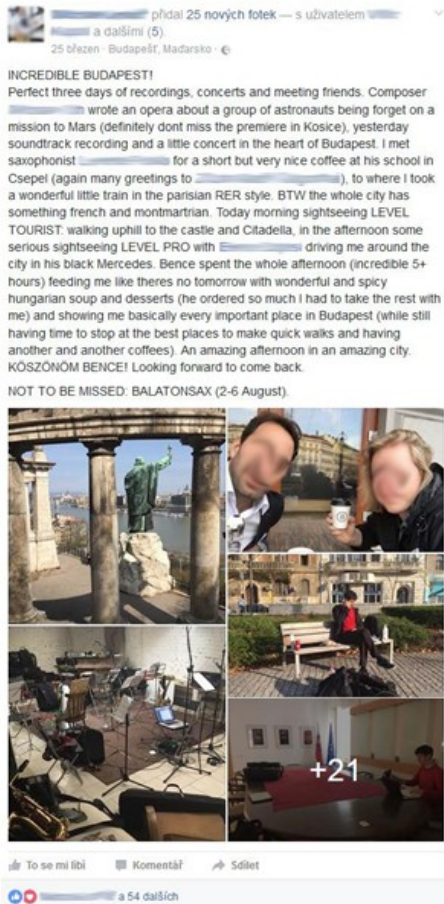 přidal 25 nových fotek — s uživatelem
a dalšími (5).
25 březen · Budapešť, Maďarsko ·
INCREDIBLE BUDAPEST!
Perfect three days of recordings, concerts and meeting friends. Composer
wrote an opera about a group of astronauts being forget on a
mission to Mars (definitely dont miss the premiere in Kosice), yesterday
soundtrack recording and a little concert in the heart of Budapest. I met
saxophonist for a short but very nice coffee at his school in
Csepel (again many greetings to ), to where I took
a wonderful little train in the parisian RER style. BTW the whole city has
something french and montmartrian. Today morning sightseeing LEVEL
TOURIST: walking uphill to the castle and Citadella, in the afternoon some
serious sightseeing LEVEL PRO with driving me around the
city in his black Mercedes. Bence spent the whole afternoon (incredible 5+
hours) feeding me like theres no tomorrow with wonderful and spicy
hungarian soup and desserts (he ordered so much I had to take the rest with
me) and showing me basically every important place in Budapest (while still
having time to stop at the best places to make quick walks and having
another and another coffees). An amazing afternoon in an amazing city.
KÖSZÖNÖM BENCE! Looking forward to come back.
NOT TO BE MISSED: BALATONSAX (2-6 August).
+21
To se mi líbí Komentář Sdílet
a 54 dalších